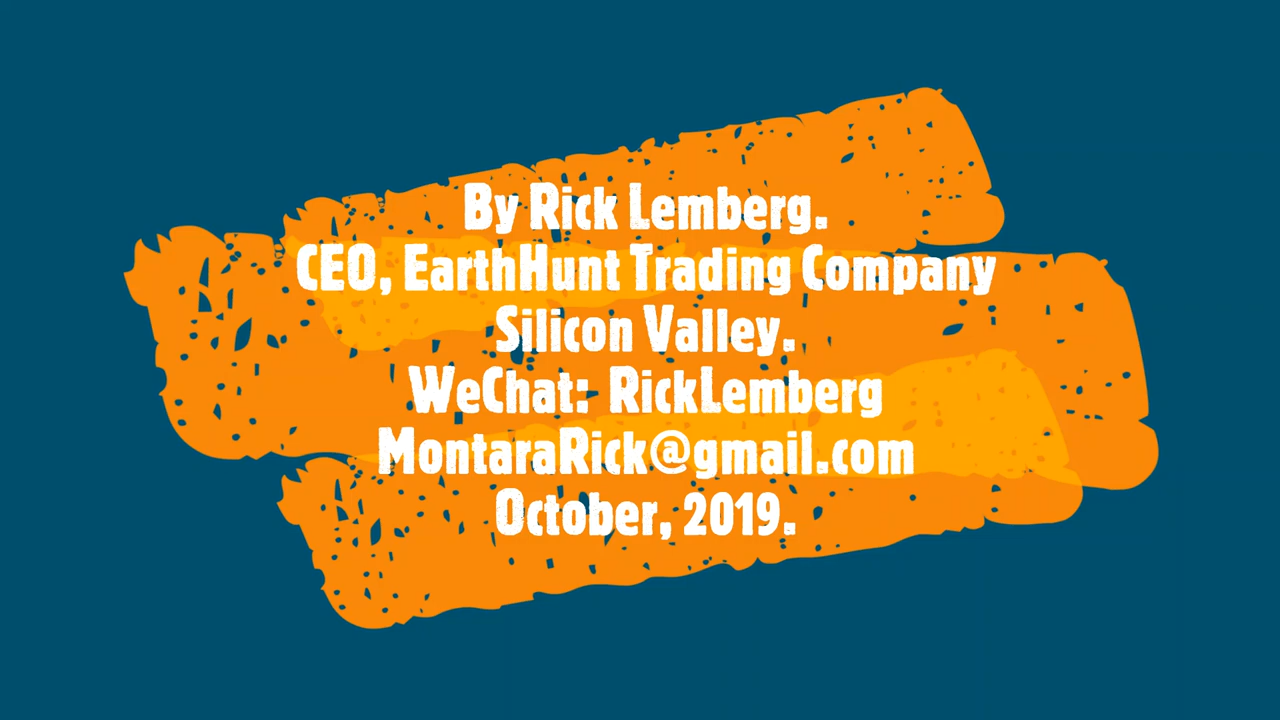 By Rick Lemberg.
CEO, EarthHunt Trading Company
Silicon Valley.
WeChat: RickLemberg
MontaraRick@gmail.com
October, 2019.